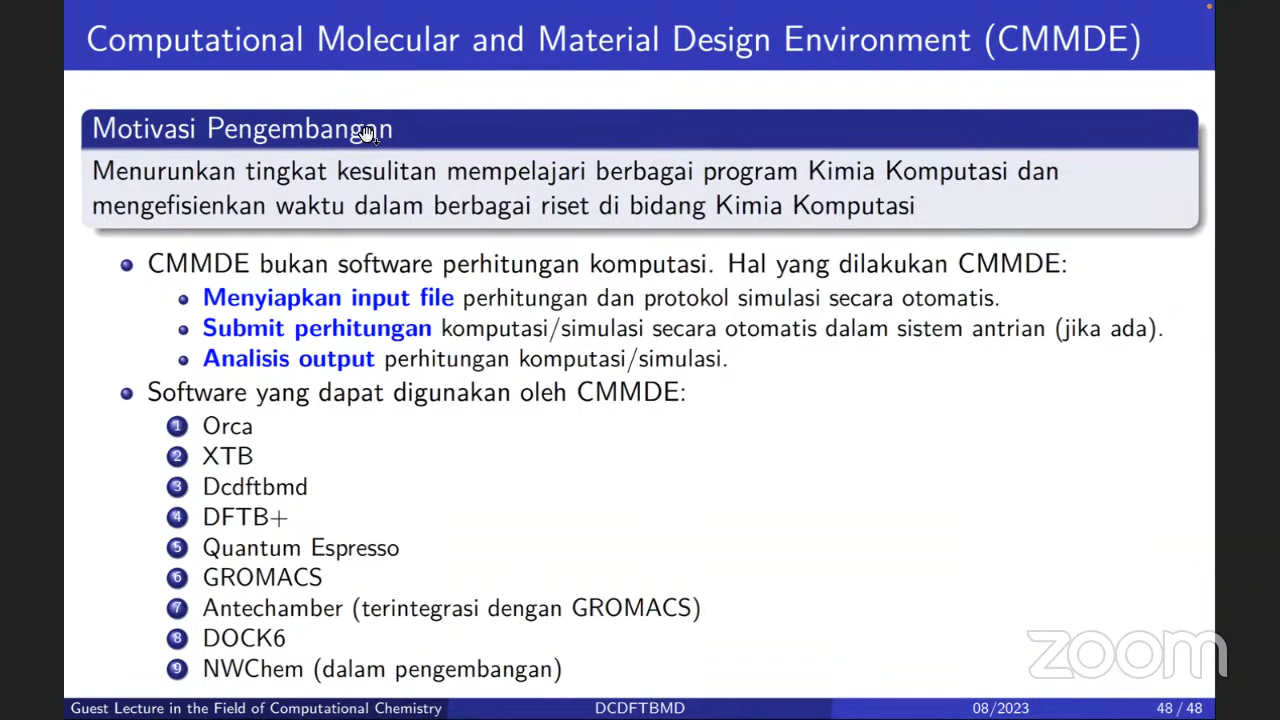 Computational Molecular and Material Design Environment (CMMDE)
Motivasi Pengembangan
Menurunkan tingkat kesulitan mempelajari berbagai program Kimia Komputasi dan
mengefisienkan waktu dalam berbagai riset di bidang Kimia Komputasi
CMMDE bukan software perhitungan komputasi. Hal yang dilakukan CMMDE:
Menyiapkan input file perhitungan dan protokol simulasi secara otomatis.
Submit perhitungan komputasi/simulasi secara otomatis dalam sistem antrian (jika ada).
Analisis output perhitungan komputasi/simulasi.
Software yang dapat digunakan oleh CMMDE:
1 Orca
2 XTB
3 Dcdftbmd
4 DFTB+
5 Quantum Espresso
6 GROMACS
7 Antechamber (terintegrasi dengan GROMACS)
8 DOCK6
9 NWChem (dalam pengembangan)
zoom
Guest Lecture in the Field of Computational Chemistry DCDFTBMD 08/2023 48 / 48